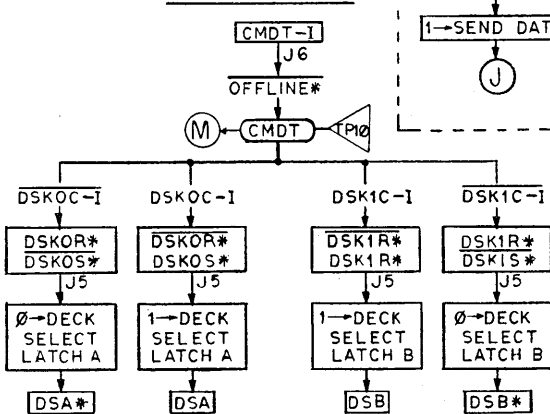 CMDT-I
1→SEND DAT
J6
J
OFFLINE*
M
CMDT
TP10
DSK0C-I
DSK0C-I
DSK1C-I
DSK1C-I
DSK0R*
DSK0S*
DSK0R*
DSK0S*
DSK1R*
DSK1R*
DSK1R*
DSKIS*
J5
J5
J5
J5
Ø→DECK
SELECT
LATCH A
1→DECK
SELECT
LATCH A
1→DECK
SELECT
LATCH B
Ø→DECK
SELECT
LATCH B
DSA*
DSA
DSB
DSB*